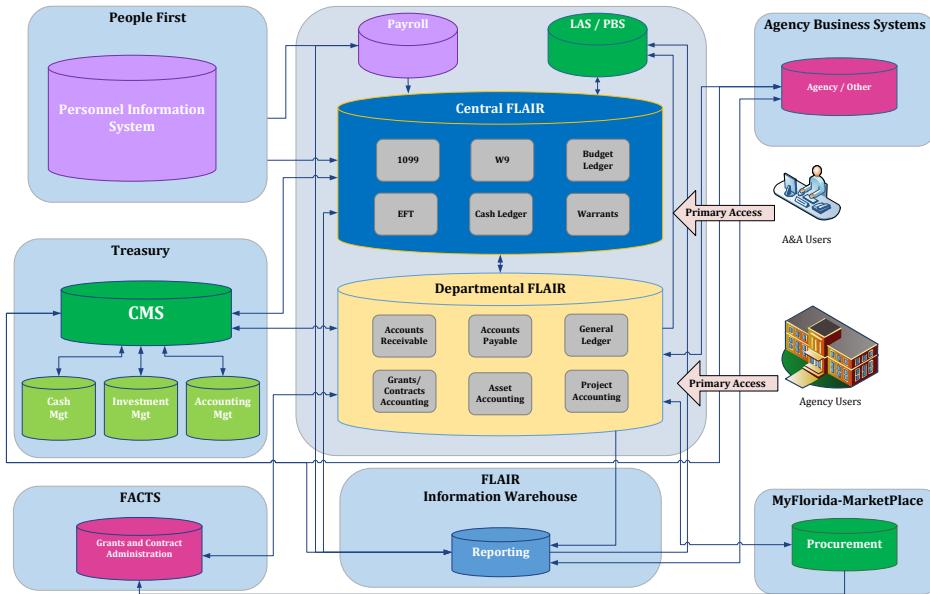 People First
Personnel Information
System
Payroll
LAS / PBS
Agency Business Systems
Agency / Other
Central FLAIR
1099
W9
Budget
Ledger
EFT
Cash Ledger
Warrants
Primary Access
A&A Users
Treasury
CMS
Cash
Mgt
Investment
Mgt
Accounting
Mgt
Departmental FLAIR
Accounts
Receivable
Accounts
Payable
General
Ledger
Grants/
Contracts
Accounting
Asset
Accounting
Project
Accounting
Primary Access
Agency Users
FACTS
Grants and Contract
Administration
FLAIR
Information Warehouse
Reporting
MyFlorida-MarketPlace
Procurement